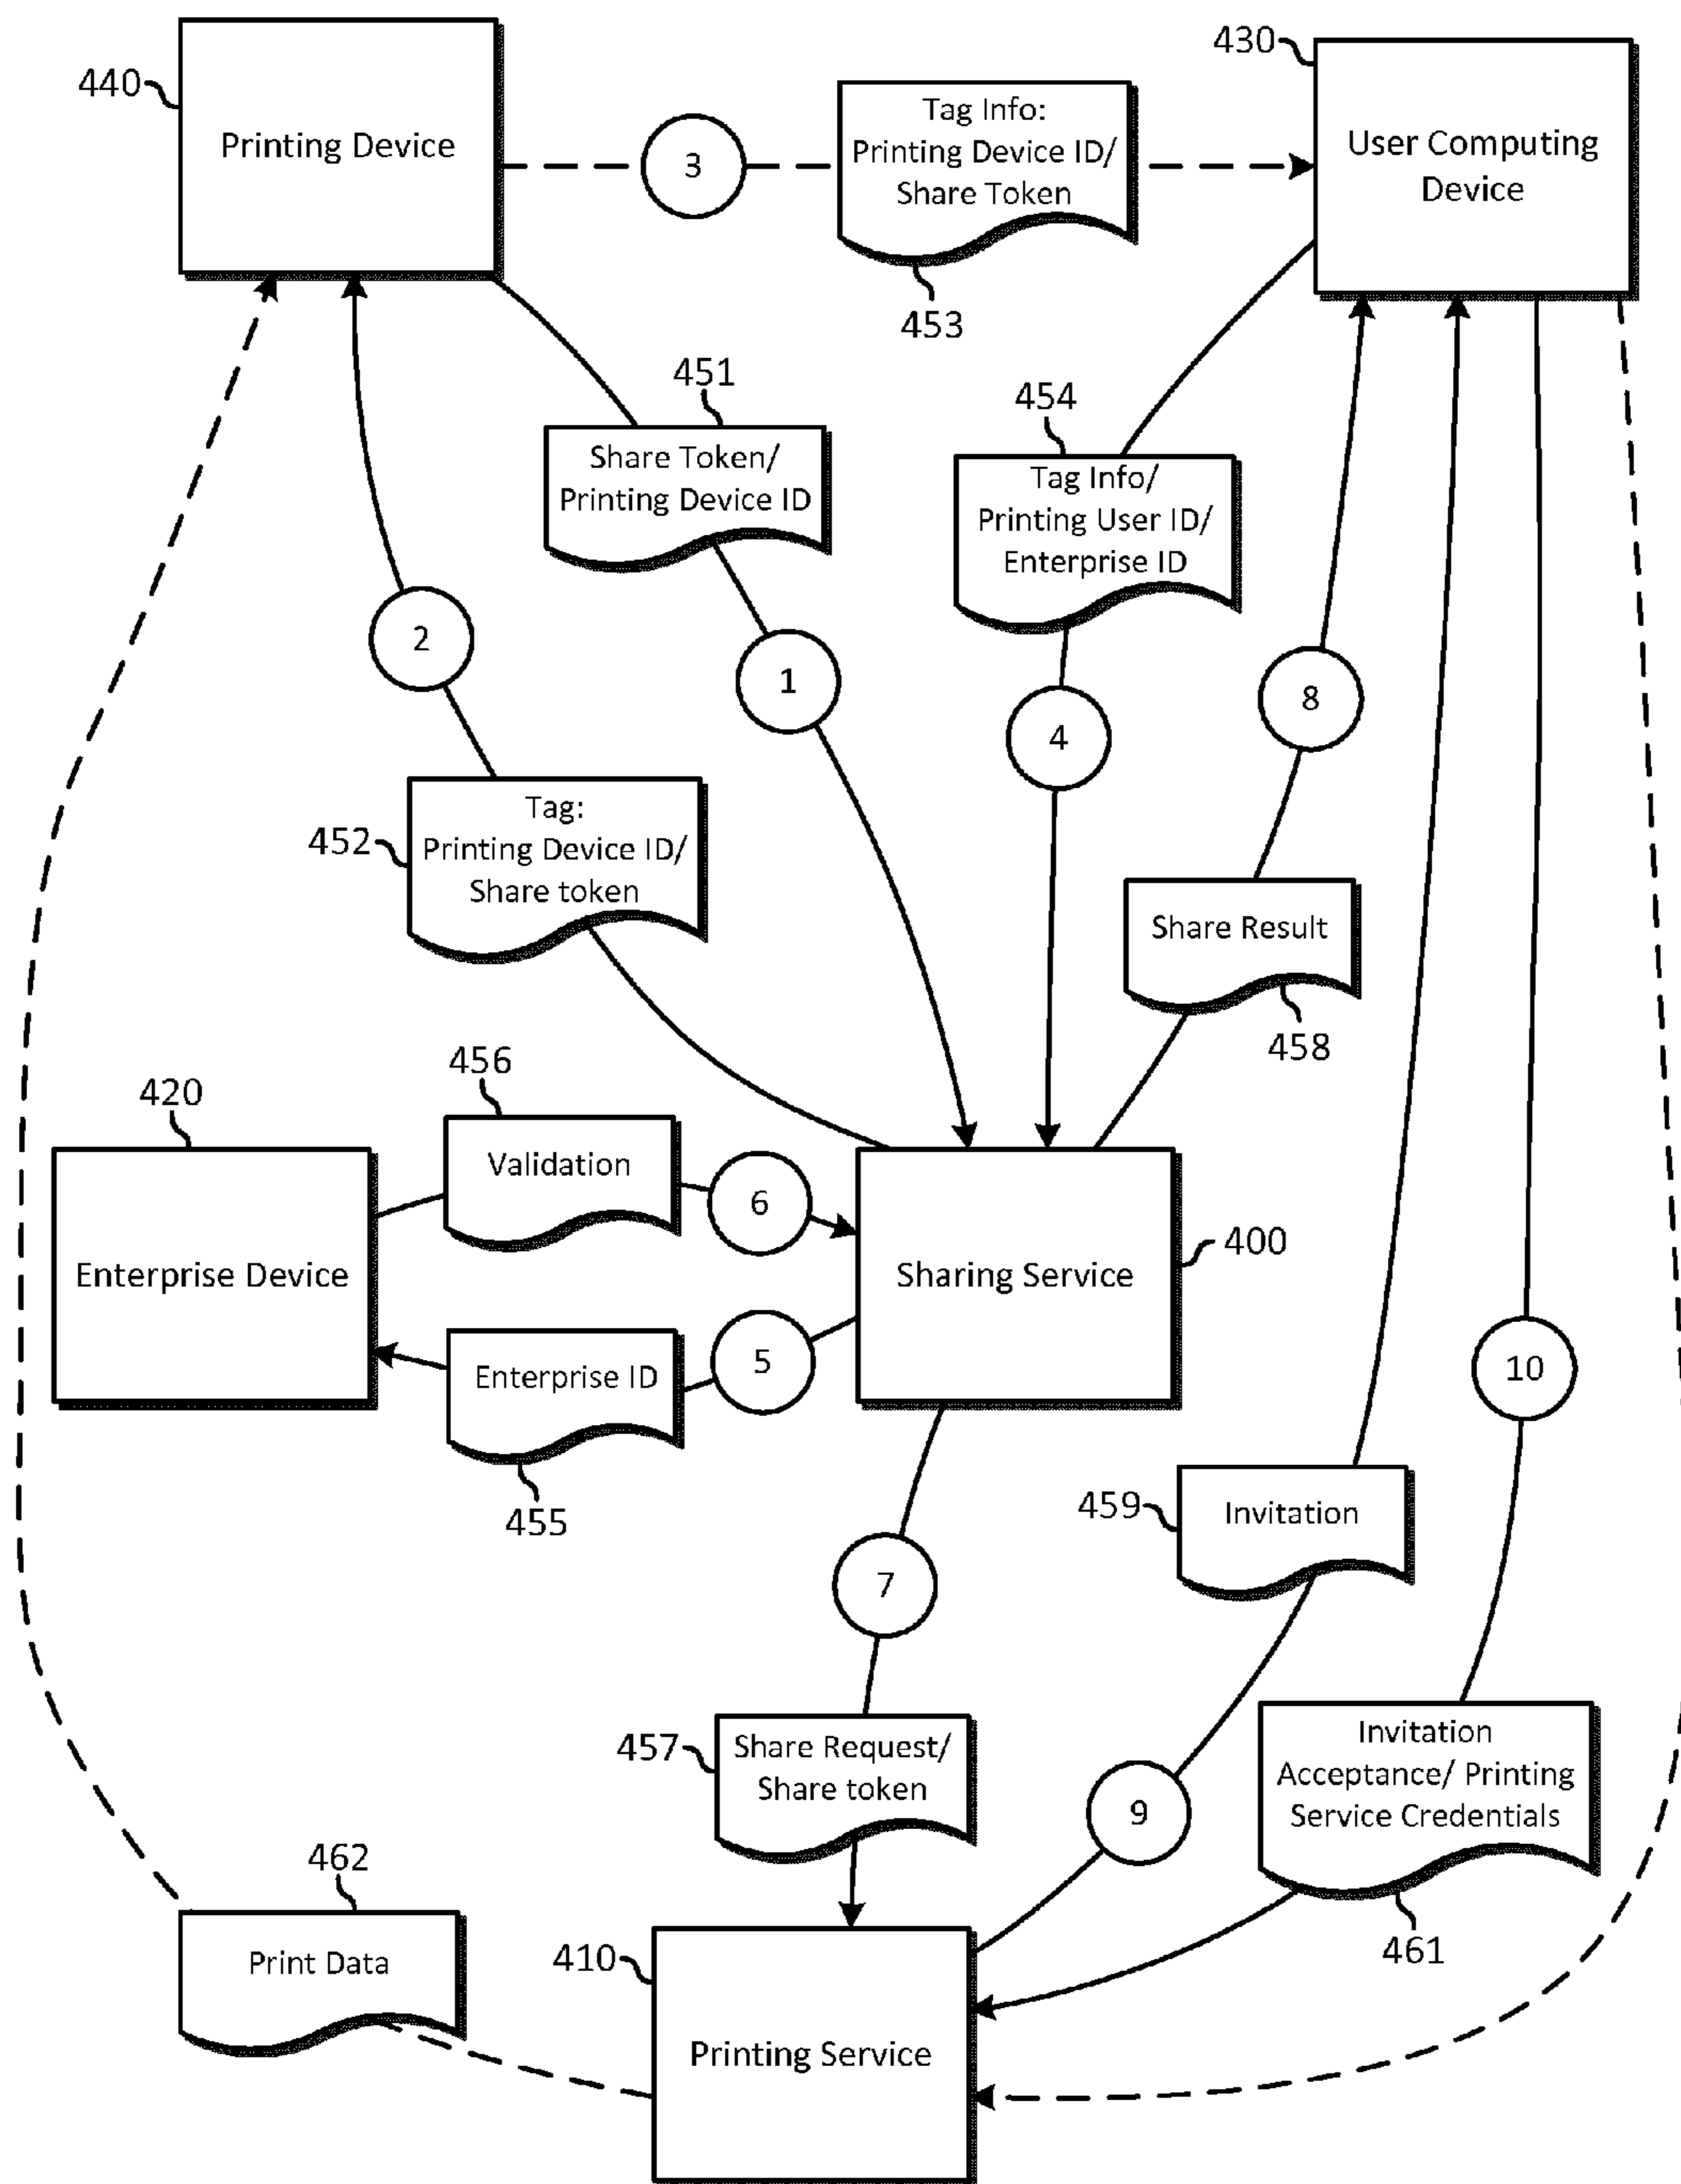 430
440
Printing Device
3
Tag Info:
Printing Device ID/
Share Token
User Computing
Device
453
451
Share Token/
Printing Device ID
454
Tag Info/
Printing User ID/
Enterprise ID
2
1
8
4
452
Tag:
Printing Device ID/
Share token
Share Result
458
456
420
Validation
6
400
Enterprise Device
Sharing Service
5
Enterprise ID
10
455
459
Invitation
7
457
Share Request/
Share token
Invitation
Acceptance/ Printing
Service Credentials
9
462
461
410
Print Data
Printing Service